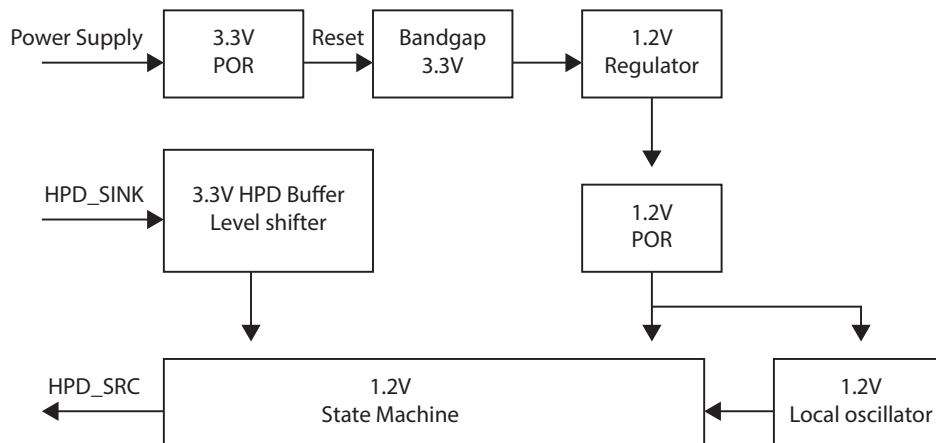 Power Supply
3.3V
POR
Reset
Bandgap
3.3V
1.2V
Regulator
HPD_SINK
3.3V HPD Buffer
Level shifter
1.2V
POR
HPD_SRC
1.2V
State Machine
1.2V
Local oscillator